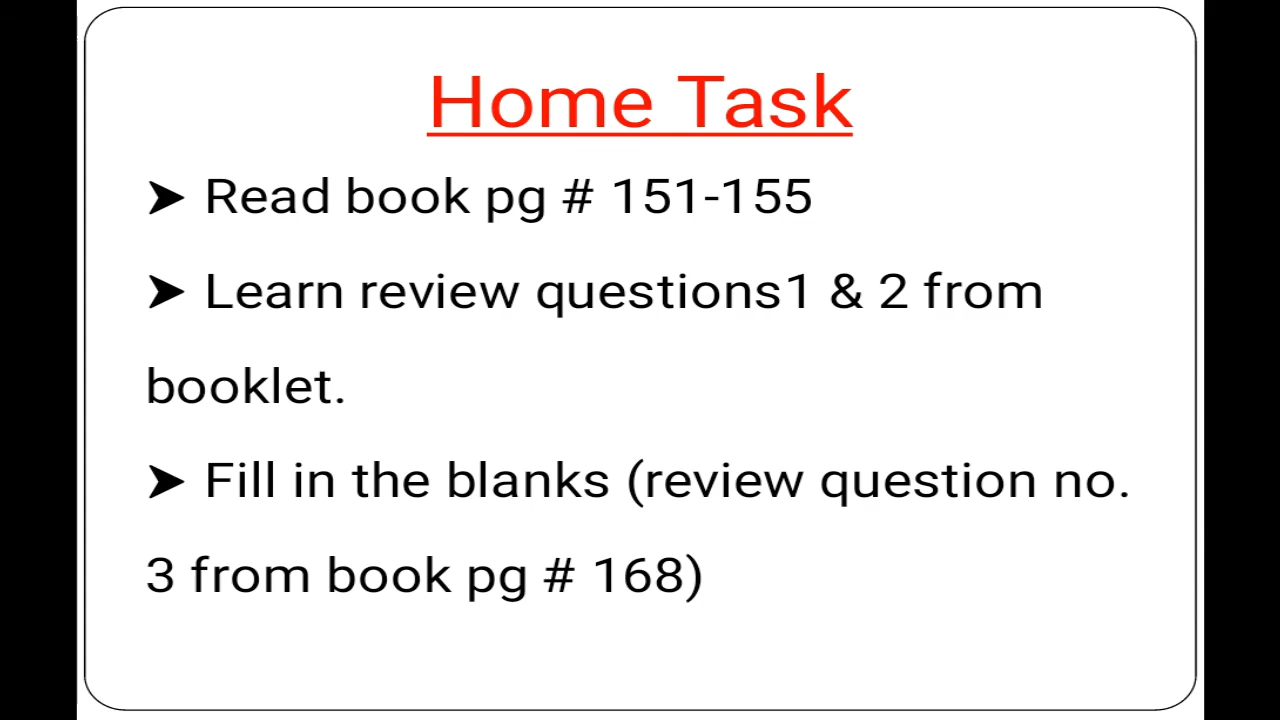 Home Task
➤ Read book pg # 151-155
➤ Learn review questions1 & 2 from
booklet.
➤ Fill in the blanks (review question no.
3 from book pg # 168)